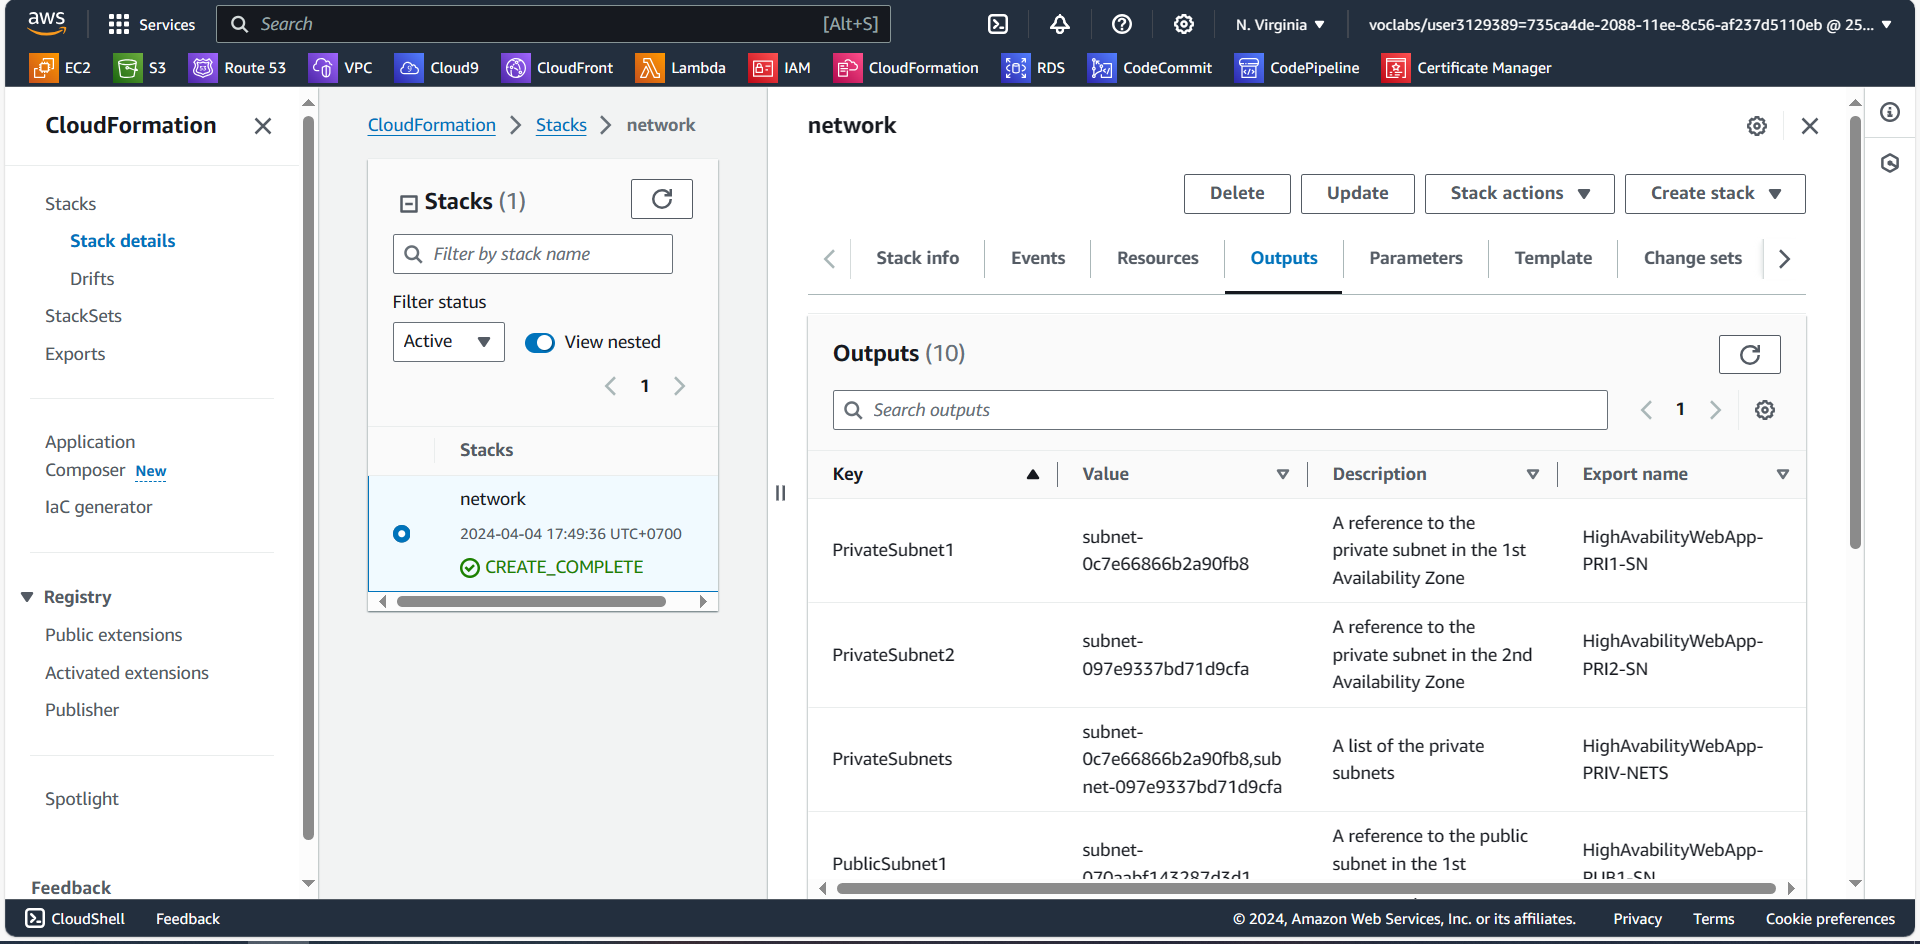 aws
Services
Search
[Alt+S]
N. Virginia
voclabs/user3129389=735ca4de-2088-11ee-8c56-af237d5110eb @ 25...
EC2
S3
Route 53
VPC
Cloud9
CloudFront
Lambda
IAM
CloudFormation
RDS
CodeCommit
CodePipeline
Certificate Manager
CloudFormation
Stacks
Stack details
Drifts
StackSets
Exports
Application
Composer New
IaC generator
Registry
Public extensions
Activated extensions
Publisher
Spotlight
Feedback
CloudFormation > Stacks > network
Stacks (1)
Filter by stack name
Filter status
Active
View nested
1
Stacks
network
2024-04-04 17:49:36 UTC+0700
CREATE_COMPLETE
network
Delete
Update
Stack actions
Create stack
Stack info
Events
Resources
Outputs
Parameters
Template
Change sets
Outputs (10)
Search outputs
1
Key
Value
Description
Export name
PrivateSubnet1
subnet-
0c7e66866b2a90fb8
A reference to the
private subnet in the 1st
Availability Zone
HighAvabilityWebApp-
PRI1-SN
PrivateSubnet2
subnet-
097e9337bd71d9cfa
A reference to the
private subnet in the 2nd
Availability Zone
HighAvabilityWebApp-
PRI2-SN
PrivateSubnets
subnet-
0c7e66866b2a90fb8,sub
net-097e9337bd71d9cfa
A list of the private
subnets
HighAvabilityWebApp-
PRIV-NETS
PublicSubnet1
subnet-
070aabf143287d3d1
A reference to the public
subnet in the 1st
HighAvabilityWebApp-
PUB1-SN
CloudShell
Feedback
© 2024, Amazon Web Services, Inc. or its affiliates.
Privacy
Terms
Cookie preferences